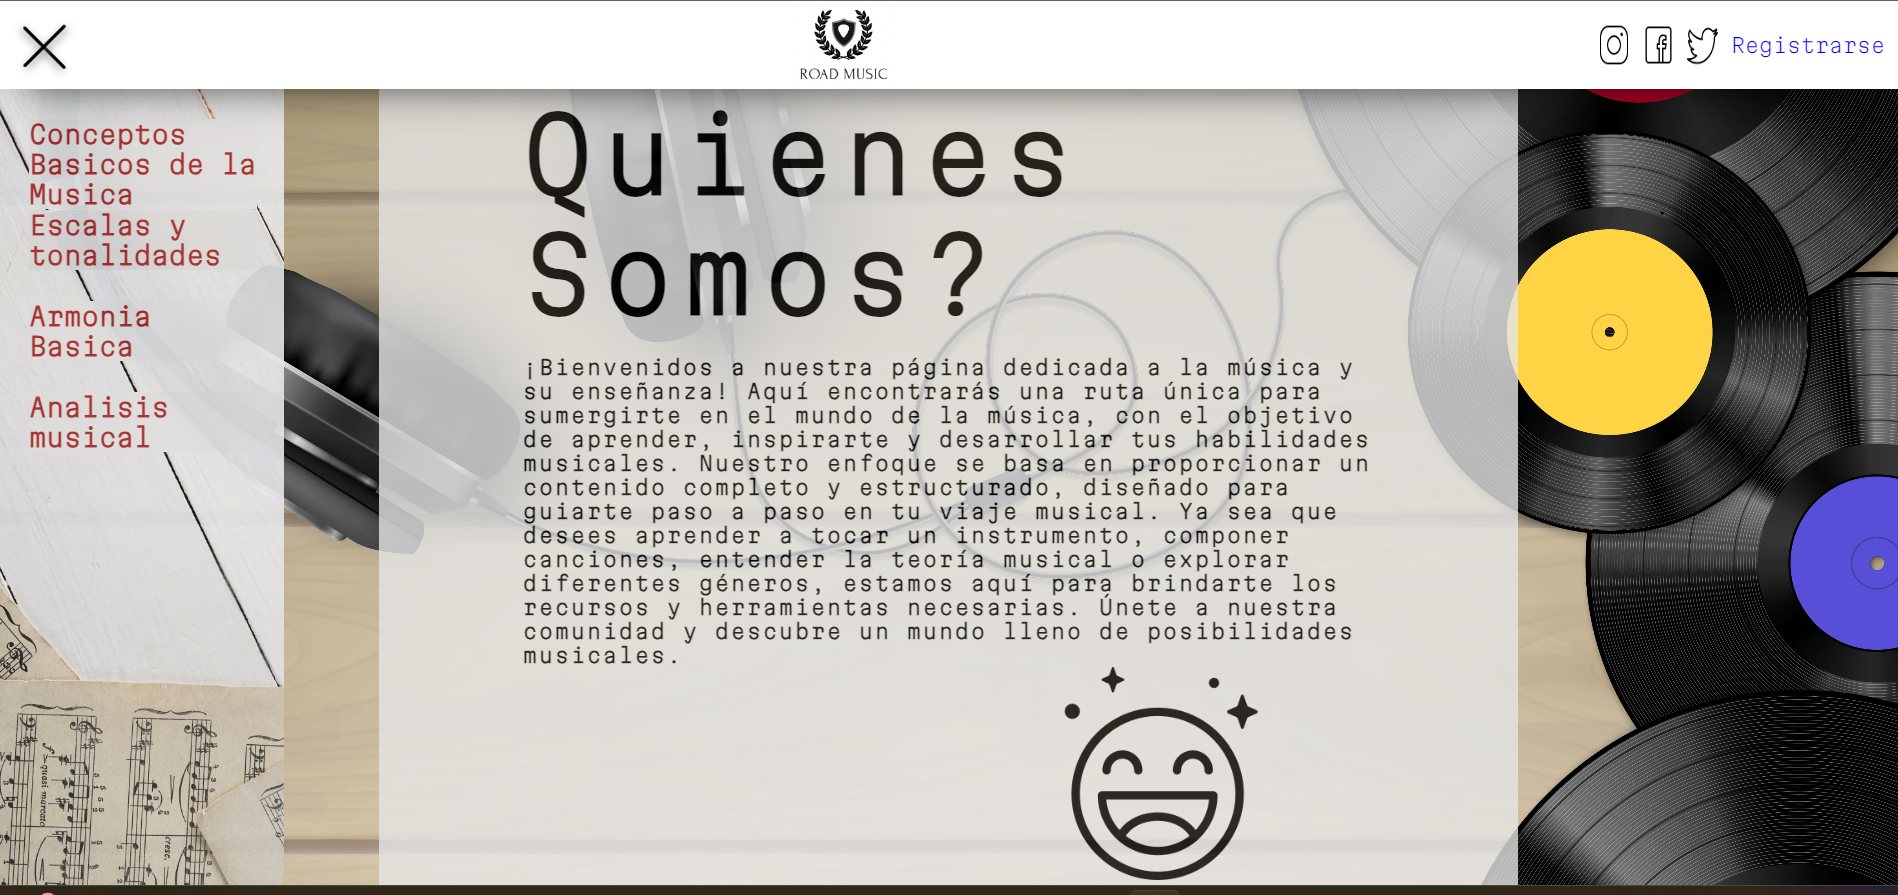 ROAD MUSIC
Registrarse
Conceptos
Basicos de la
Musica
Escalas y
tonalidades
Armonia
Basica
Analisis
musical
Quienes
Somos?
¡Bienvenidos a nuestra página dedicada a la música y
su enseñanza! Aquí encontrarás una ruta única para
sumergirte en el mundo de la música, con el objetivo
de aprender, inspirarte y desarrollar tus habilidades
musicales. Nuestro enfoque se basa en proporcionar un
contenido completo y estructurado, diseñado para
guiarte paso a paso en tu viaje musical. Ya sea que
desees aprender a tocar un instrumento, componer
canciones, entender la teoría musical o explorar
diferentes géneros, estamos aquí para brindarte los
recursos y herramientas necesarias. Únete a nuestra
comunidad y descubre un mundo lleno de posibilidades
musicales.
quasi marcato
cresc.